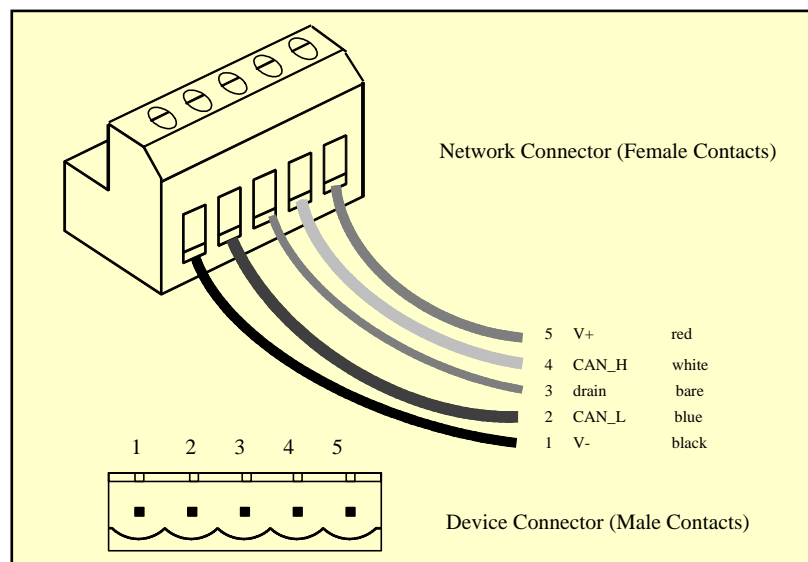 Network Connector (Female Contacts)
5 V+ red
4 CAN_H white
3 drain bare
2 CAN_L blue
1 V- black
1 2 3 4 5
Device Connector (Male Contacts)